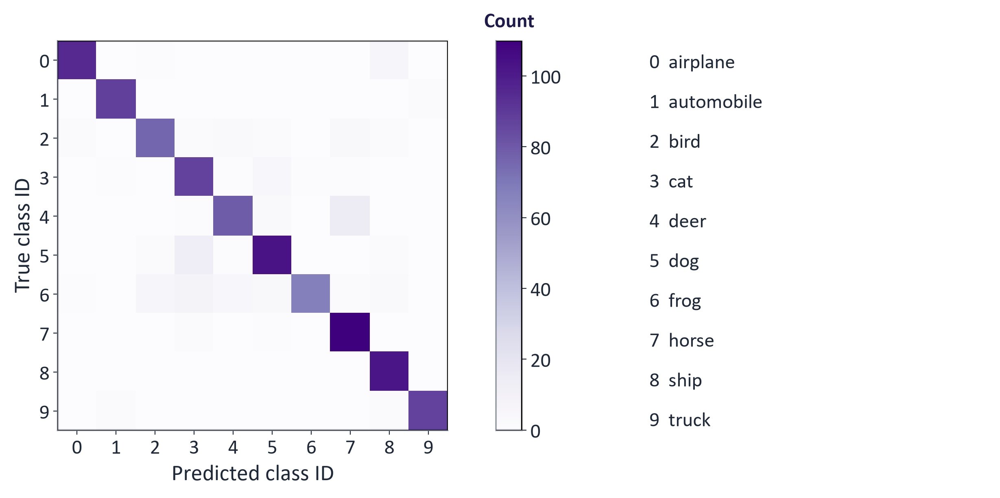 Count
0
1
2
3
4
5
6
7
8
9
True class ID
0 1 2 3 4 5 6 7 8 9
Predicted class ID
100
80
60
40
20
0
0 airplane
1 automobile
2 bird
3 cat
4 deer
5 dog
6 frog
7 horse
8 ship
9 truck